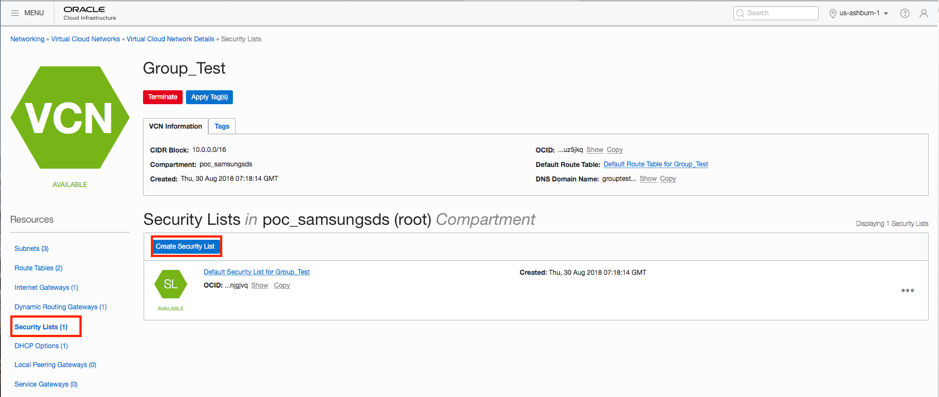 MENU
ORACLE
Cloud Infrastructure
Search
us-ashburn-1
Networking » Virtual Cloud Networks » Virtual Cloud Network Details » Security Lists
VCN
AVAILABLE
Group_Test
Terminate
Apply Tag(s)
VCN Information
Tags
CIDR Block: 10.0.0.0/16
Compartment: poc_samsungsds
Created: Thu, 30 Aug 2018 07:18:14 GMT
OCID: ...uz5jkq Show Copy
Default Route Table: Default Route Table for Group_Test
DNS Domain Name: grouptest... Show Copy
Resources
Subnets (3)
Route Tables (2)
Internet Gateways (1)
Dynamic Routing Gateways (1)
Security Lists (1)
DHCP Options (1)
Local Peering Gateways (0)
Service Gateways (0)
Security Lists in poc_samsungsds (root) Compartment
Displaying 1 Security Lists
Create Security List
SL
AVAILABLE
Default Security List for Group_Test
OCID: ...njgjvq Show Copy
Created: Thu, 30 Aug 2018 07:18:14 GMT